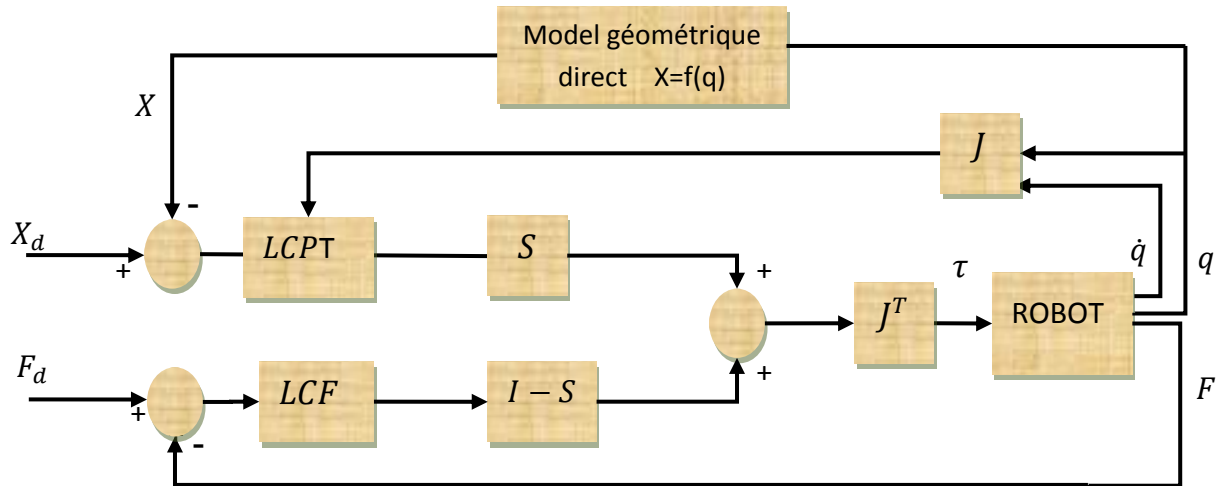 Model géométrique
direct X=f(q)
X
J
-
X_d
+
LCPT
S
+
τ
q̇
q
J^T
ROBOT
F_d
+
-
LCF
I − S
+
F